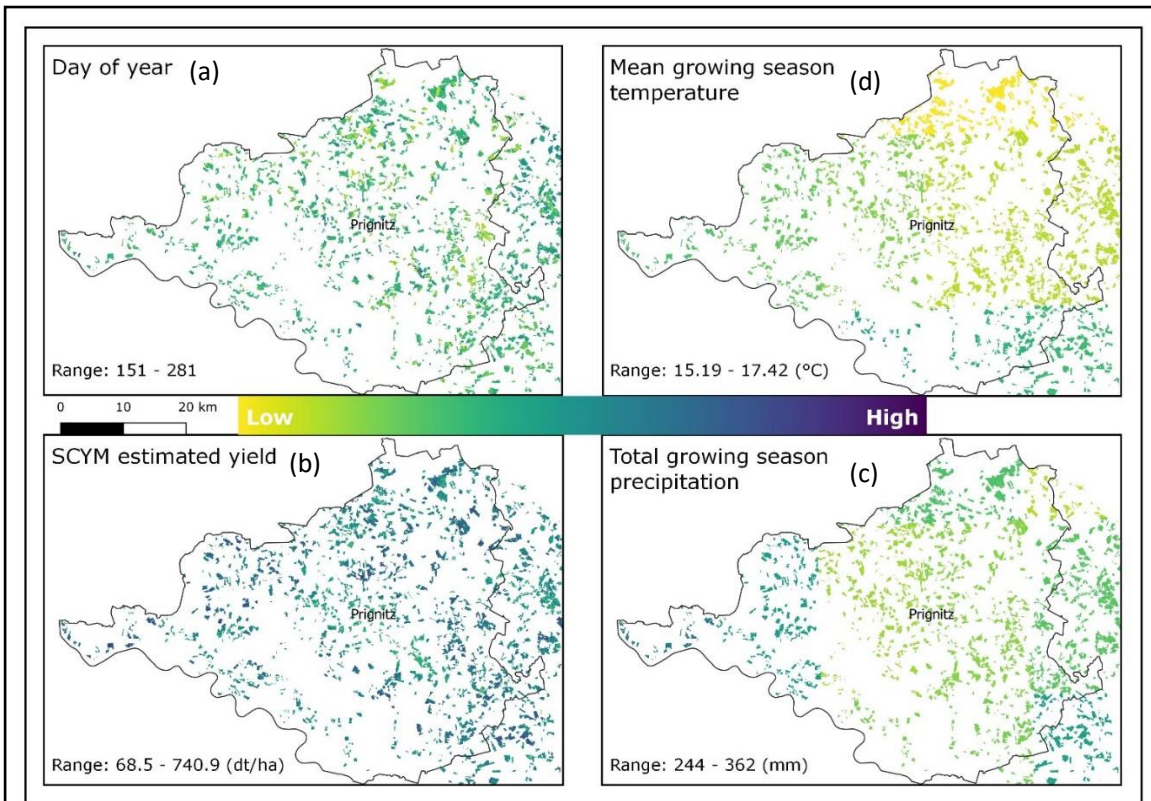 Day of year (a)
Prignitz
Range: 151 - 281
Mean growing season
temperature
(d)
Prignitz
Range: 15.19 - 17.42 (°C)
0 10 20 km
Low High
SCYM estimated yield (b)
Prignitz
Range: 68.5 - 740.9 (dt/ha)
Total growing season
precipitation
(c)
Prignitz
Range: 244 - 362 (mm)